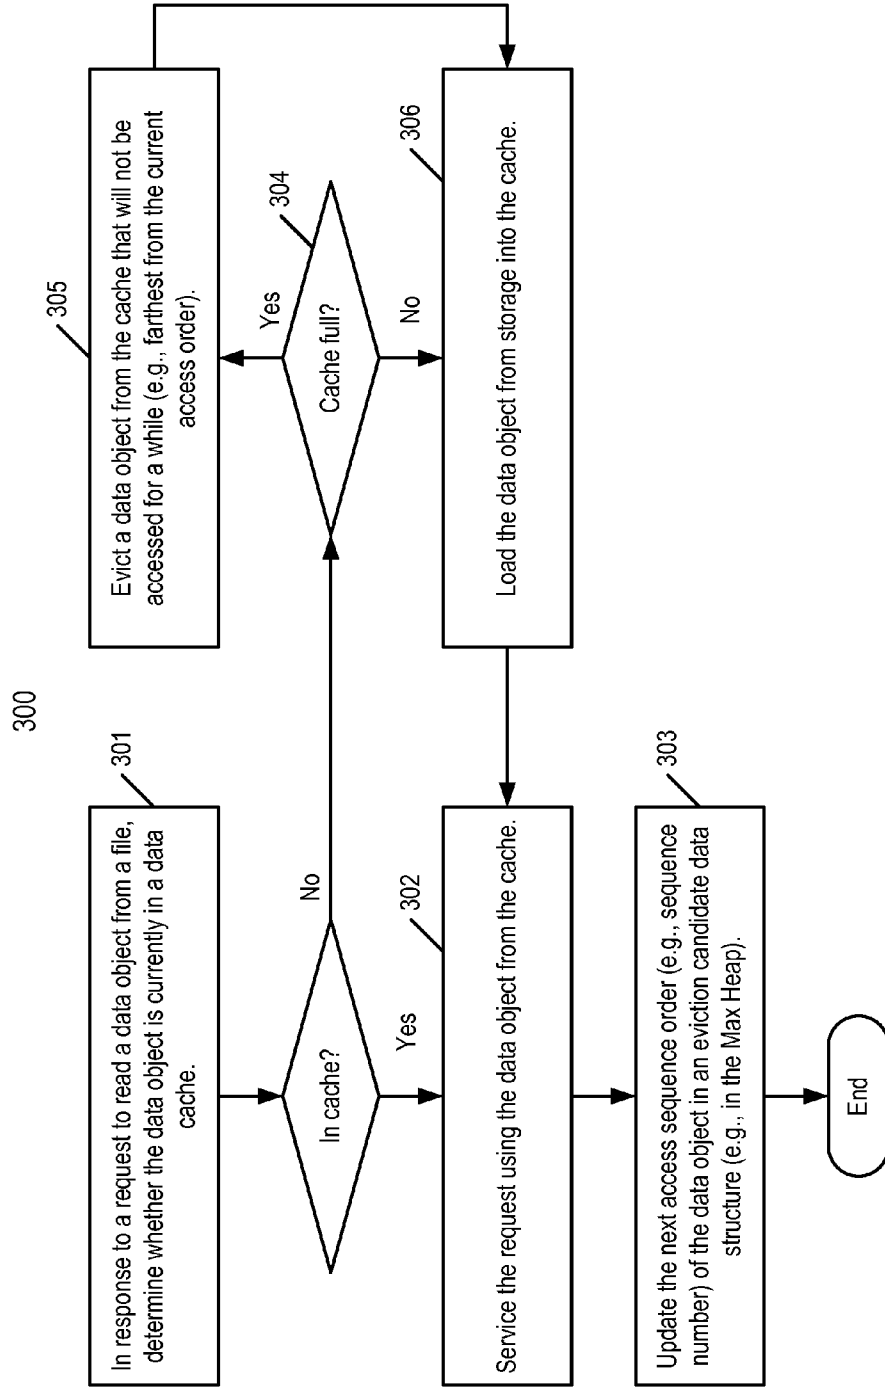 300
301
In response to a request to read a data object from a file,
determine whether the data object is currently in a data
cache.
In cache?
No
Yes
302
Service the request using the data object from the cache.
303
Update the next access sequence order (e.g., sequence
number) of the data object in an eviction candidate data
structure (e.g., in the Max Heap).
End
305
Evict a data object from the cache that will not be
accessed for a while (e.g., farthest from the current
access order).
Yes
304
Cache full?
No
306
Load the data object from storage into the cache.